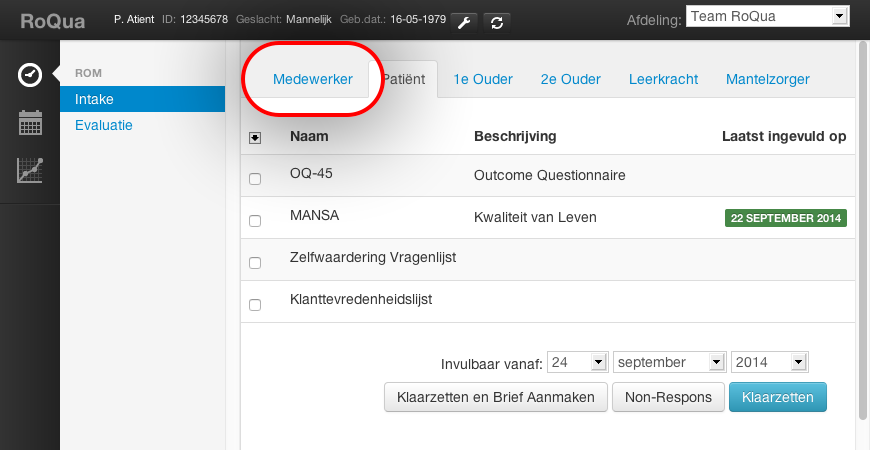 RoQua P. Atient ID: 12345678 Geslacht: Mannelijk Geb.dat.: 16-05-1979 Afdeling: Team RoQua
ROM
Intake
Evaluatie
Medewerker Patiënt 1e Ouder 2e Ouder Leerkracht Mantelzorger
Naam Beschrijving Laatst ingevuld op
OQ-45 Outcome Questionnaire
MANSA Kwaliteit van Leven 22 SEPTEMBER 2014
Zelfwaardering Vragenlijst
Klanttevredenheidslijst
Invulbaar vanaf: 24 september 2014
Klaarzetten en Brief Aanmaken Non-Respons Klaarzetten